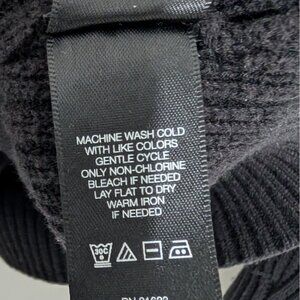 MACHINE WASH COLD
WITH LIKE COLORS
GENTLE CYCLE
ONLY NON-CHLORINE
BLEACH IF NEEDED
LAY FLAT TO DRY
WARM IRON
IF NEEDED
30C